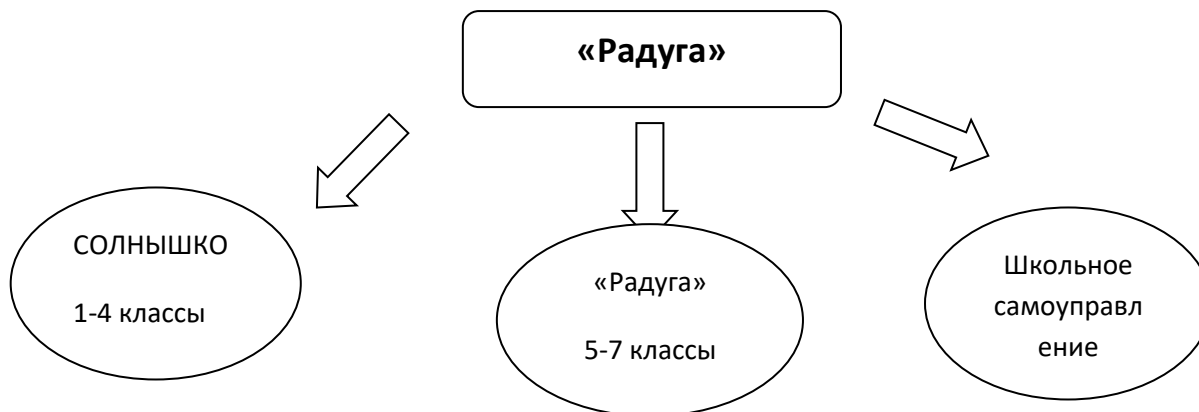 «Радуга»
СОЛНЫШКО
1-4 классы
«Радуга»
5-7 классы
Школьное
самоуправл
ение